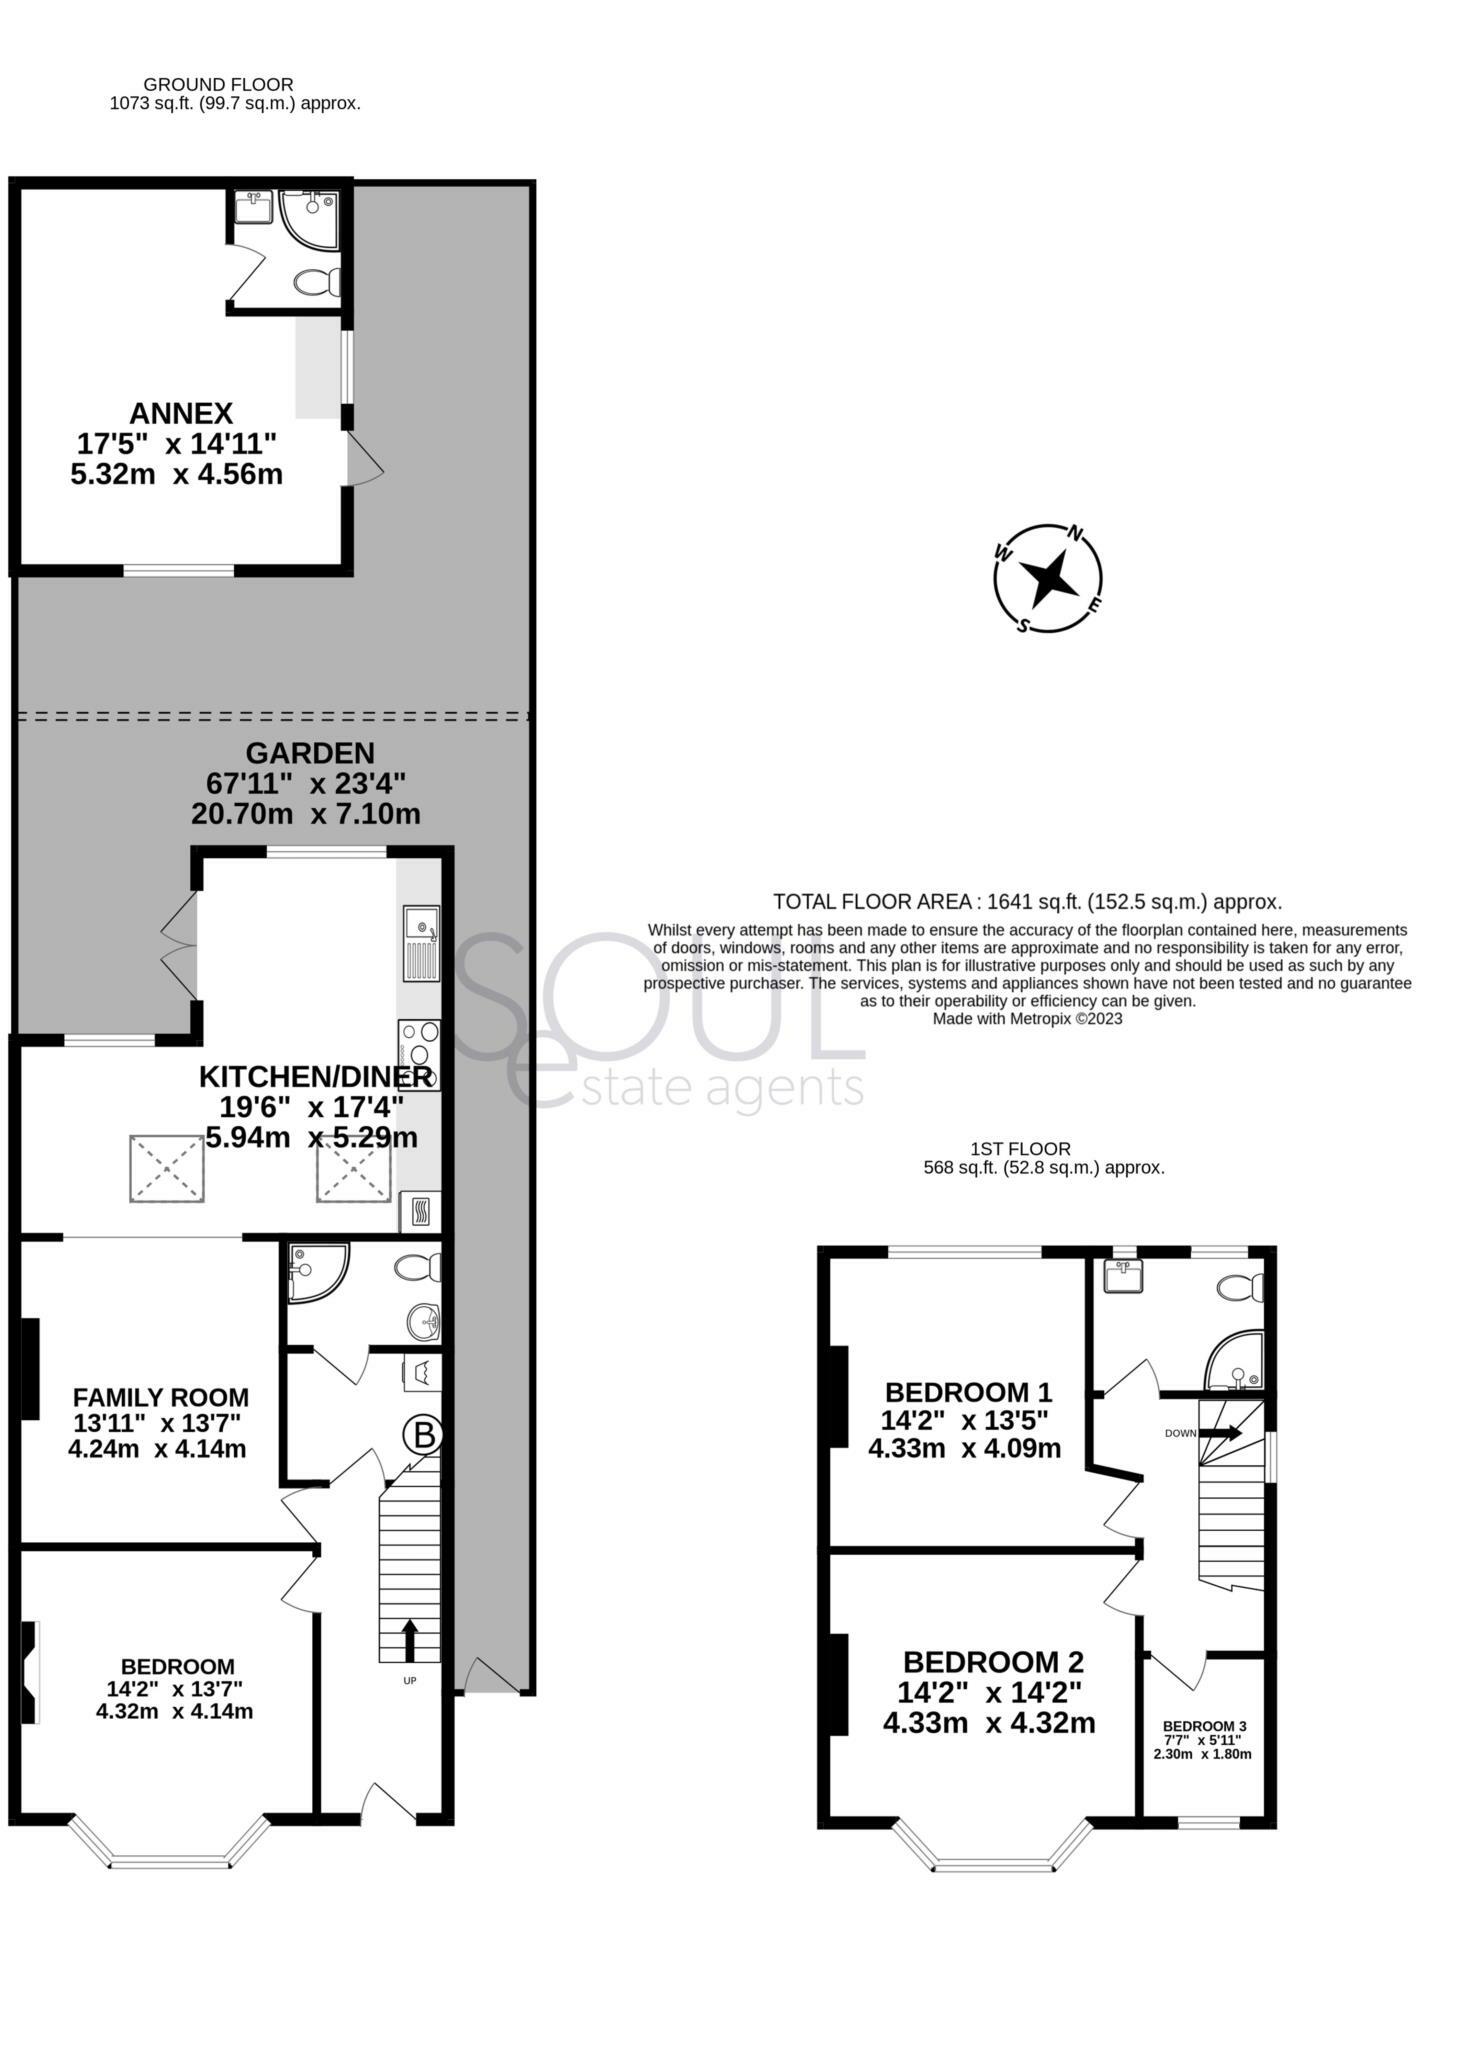 GROUND FLOOR
1073 sq.ft. (99.7 sq.m.) approx.
ANNEX
17'5" x 14'11"
5.32m x 4.56m
N
W
E
S
GARDEN
67'11" x 23'4"
20.70m x 7.10m
TOTAL FLOOR AREA : 1641 sq.ft. (152.5 sq.m.) approx.
Whilst every attempt has been made to ensure the accuracy of the floorplan contained here, measurements
of doors, windows, rooms and any other items are approximate and no responsibility is taken for any error,
omission or mis-statement. This plan is for illustrative purposes only and should be used as such by any
prospective purchaser. The services, systems and appliances shown have not been tested and no guarantee
as to their operability or efficiency can be given.
Made with Metropix ©2023
SOUL
estate agents
KITCHEN/DINER
19'6" x 17'4"
5.94m x 5.29m
1ST FLOOR
568 sq.ft. (52.8 sq.m.) approx.
FAMILY ROOM
13'11" x 13'7"
4.24m x 4.14m
B
BEDROOM 1
14'2" x 13'5"
4.33m x 4.09m
DOWN
BEDROOM
14'2" x 13'7"
4.32m x 4.14m
UP
BEDROOM 2
14'2" x 14'2"
4.33m x 4.32m
BEDROOM 3
7'7" x 5'11"
2.30m x 1.80m